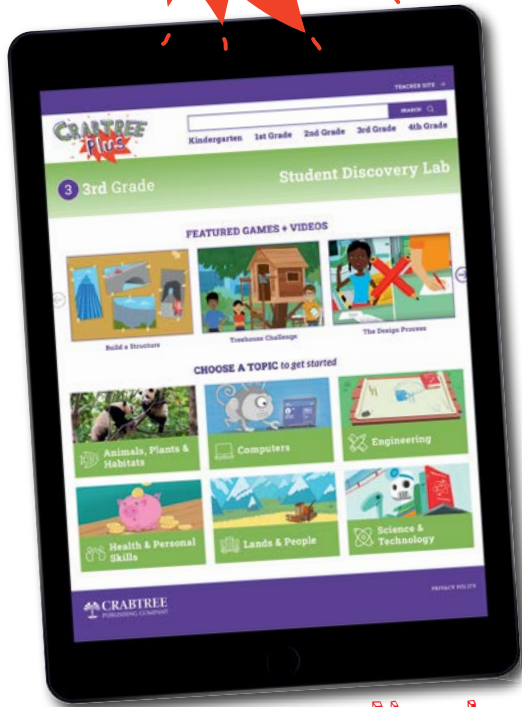 TEACHER SITE
CRABTREE
Plus
SEARCH
Kindergarten 1st Grade 2nd Grade 3rd Grade 4th Grade
3 3rd Grade
Student Discovery Lab
FEATURED GAMES + VIDEOS
Build a Structure
Treehouse Challenge
The Design Process
CHOOSE A TOPIC to get started
Animals, Plants &
Habitats
Computers
Engineering
Health & Personal
Skills
Lands & People
Science &
Technology
CRABTREE
PUBLISHING COMPANY
PRIVACY POLICY